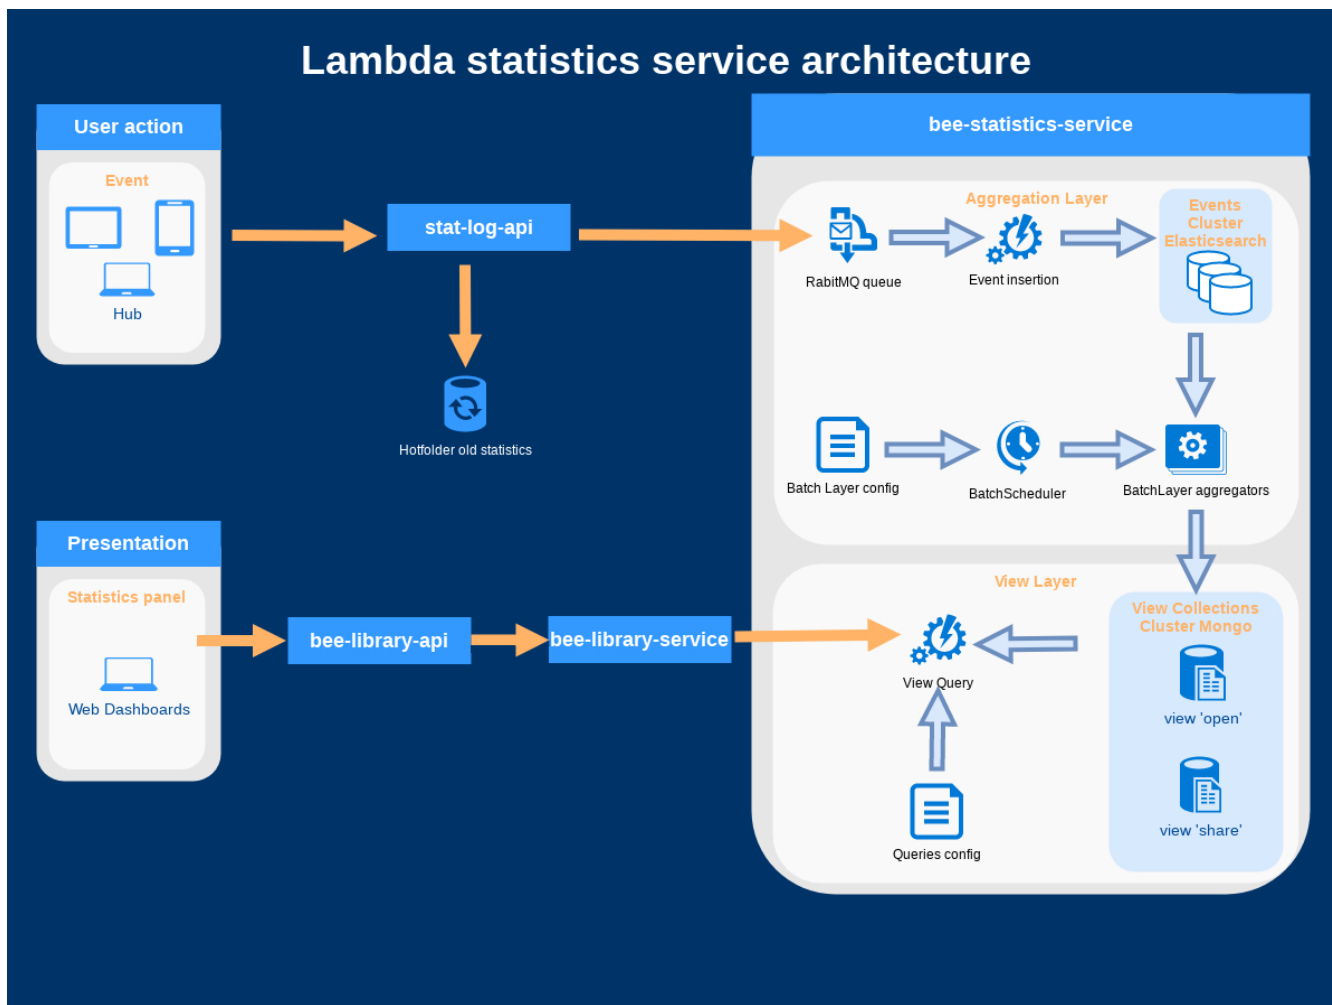 Lambda statistics service architecture
User action
Event
Hub
stat-log-api
Hotfolder old statistics
bee-statistics-service
Aggregation Layer
RabitMQ queue
Event insertion
Events
Cluster
Elasticsearch
Batch Layer config
BatchScheduler
BatchLayer aggregators
Presentation
Statistics panel
Web Dashboards
bee-library-api
bee-library-service
View Layer
View Query
Queries config
View Collections
Cluster Mongo
view 'open'
view 'share'